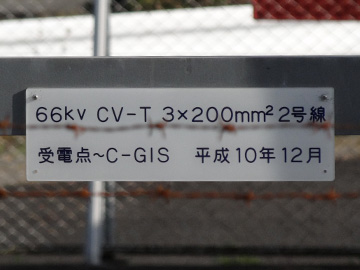 66kV CV-T 3×200mm² 2号線
受電点~C-GIS 平成10年12月